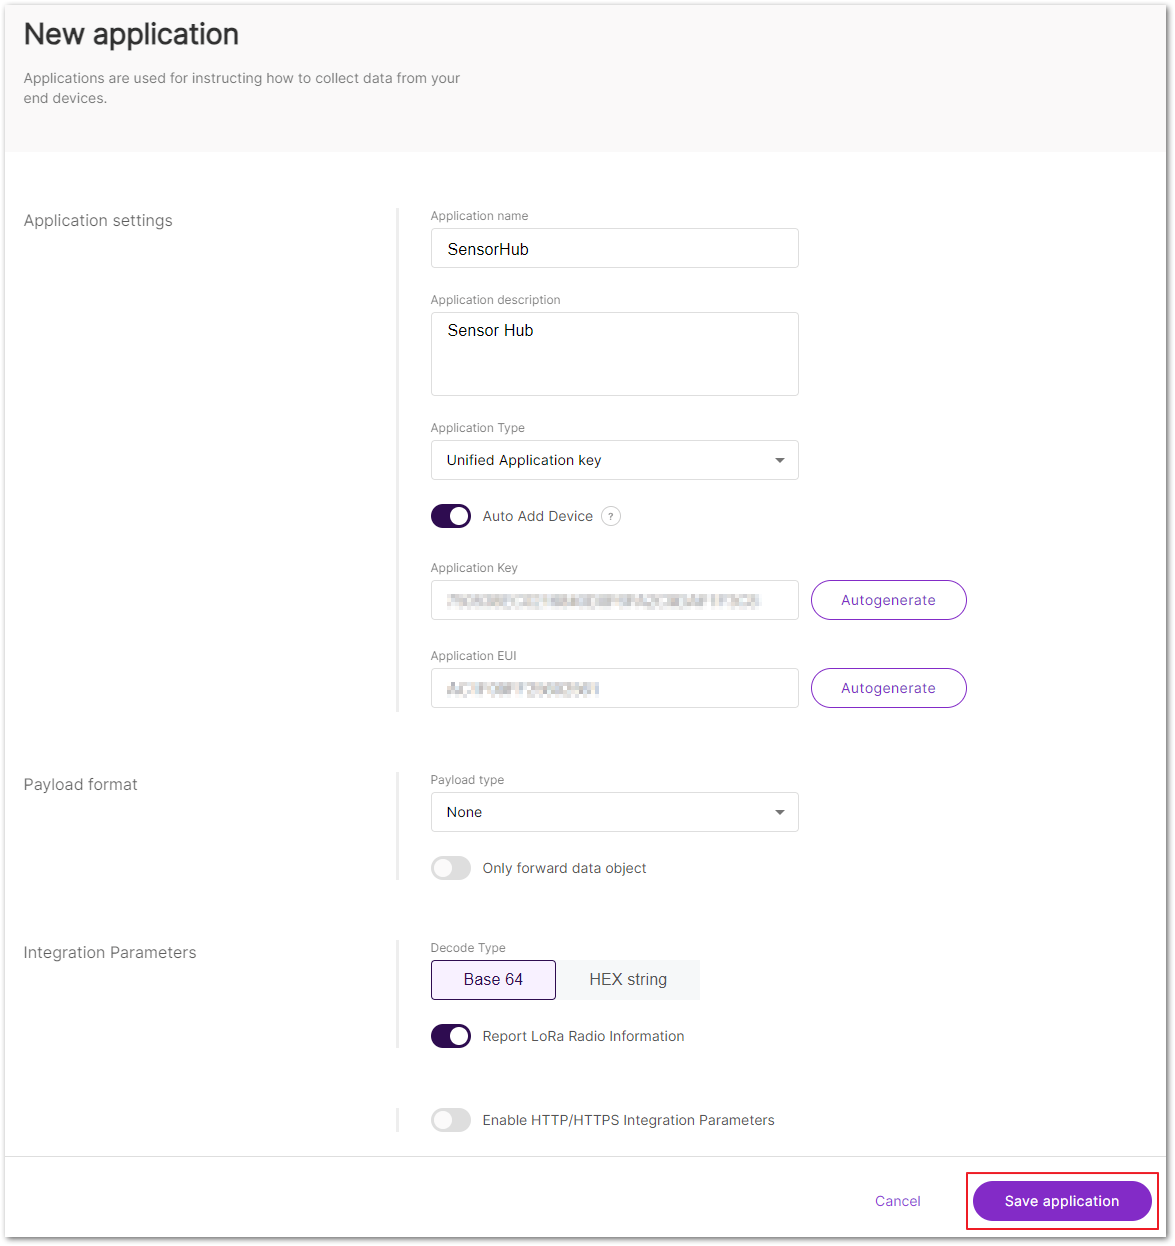 New application
Applications are used for instructing how to collect data from your
end devices.
Application settings
Application name
SensorHub
Application description
Sensor Hub
Application Type
Unified Application key
Auto Add Device ?
Application Key
Autogenerate
Application EUI
Autogenerate
Payload format
Payload type
None
Only forward data object
Integration Parameters
Decode Type
Base 64 HEX string
Report LoRa Radio Information
Enable HTTP/HTTPS Integration Parameters
Cancel Save application